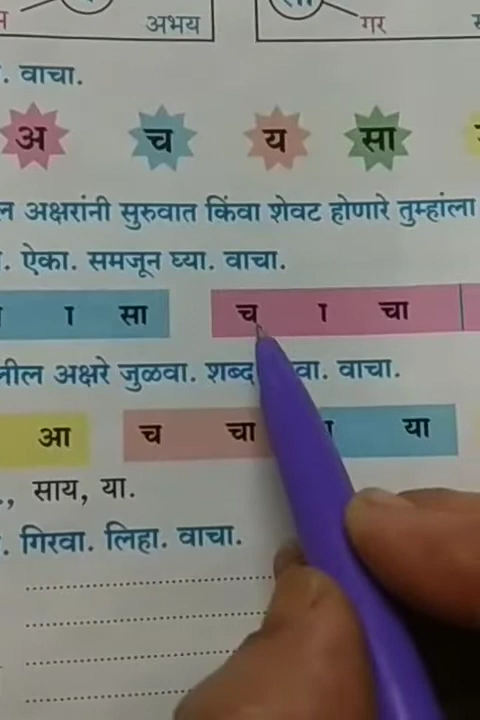 अभय गर
. वाचा.
अ च य सा
अक्षरांनी सुरुवात किंवा शेवट होणारे तुम्हांला
. ऐका. समजून घ्या. वाचा.
ा सा च ा चा
अक्षरे जुळवा. शब्द वाचा.
आ च चा या
., साय, या.
. गिरवा. लिहा. वाचा.